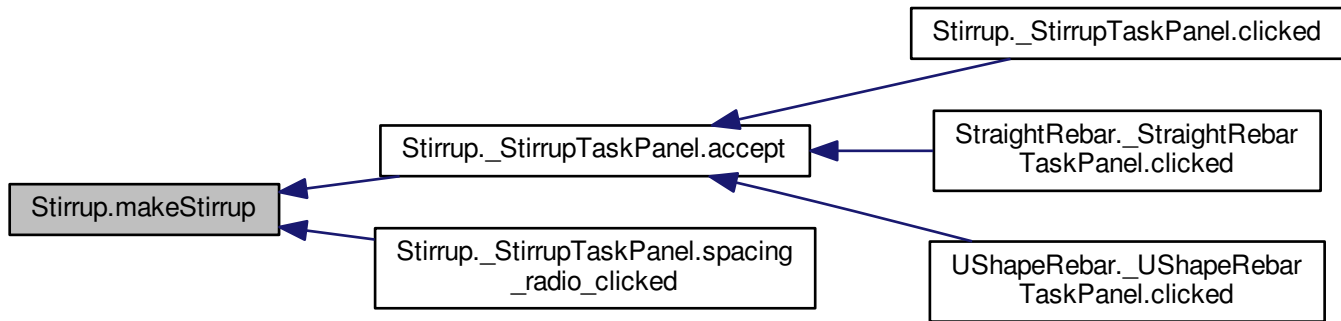 Stirrup.makeStirrup
Stirrup._StirrupTaskPanel.accept
Stirrup._StirrupTaskPanel.spacing
_radio_clicked
Stirrup._StirrupTaskPanel.clicked
StraightRebar._StraightRebar
TaskPanel.clicked
UShapeRebar._UShapeRebar
TaskPanel.clicked